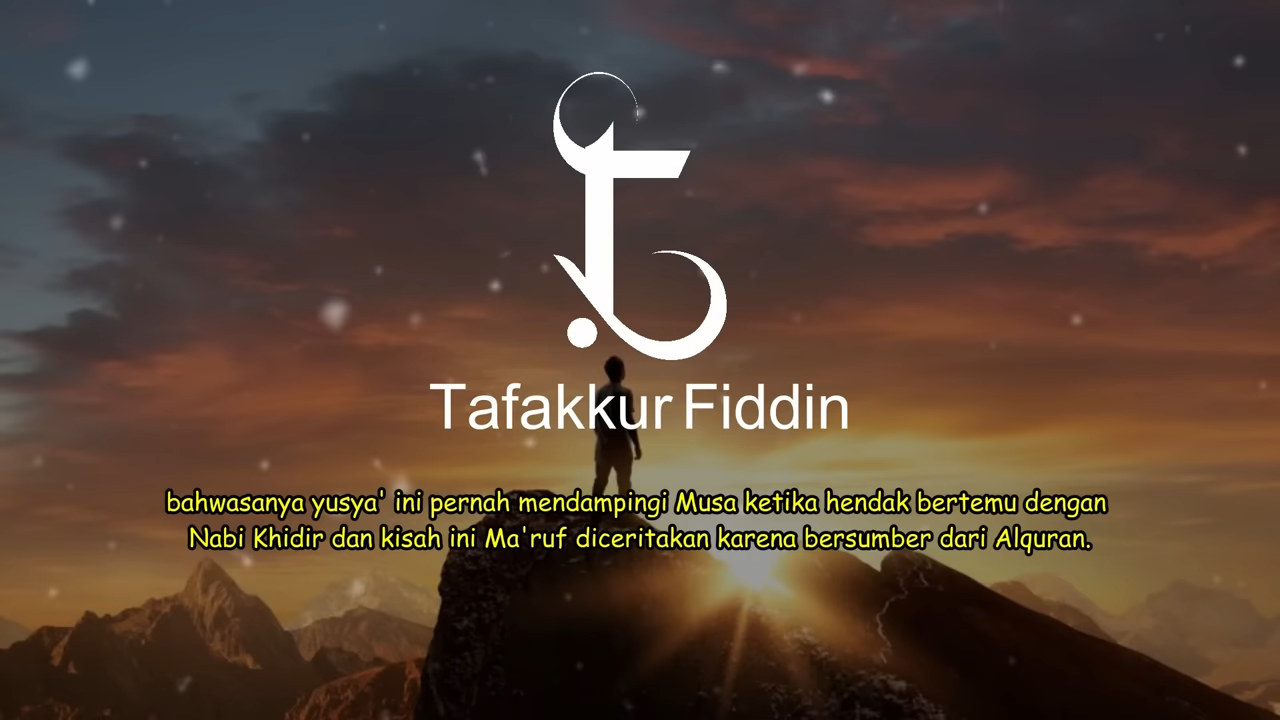 Tafakkur Fiddin
bahwasanya yusya' ini pernah mendampingi Musa ketika hendak bertemu dengan
Nabi Khidir dan kisah ini Ma'ruf diceritakan karena bersumber dari Alquran.